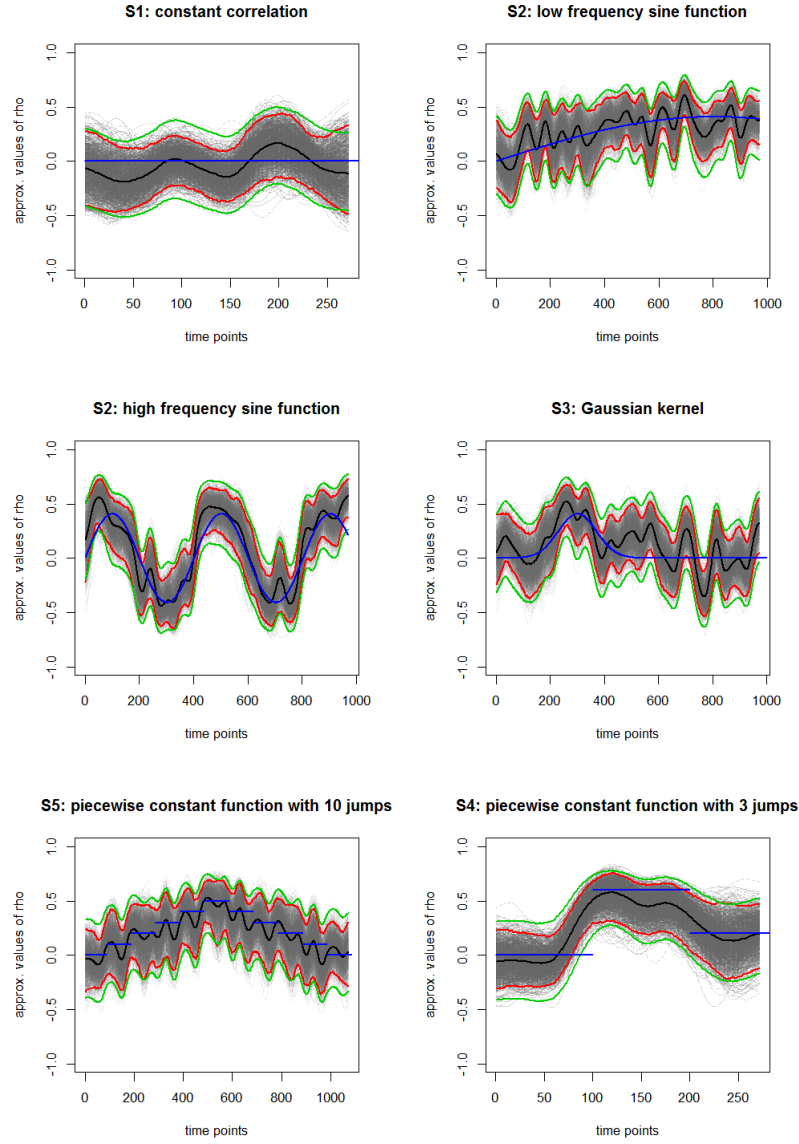 S1: constant correlation
approx. values of rho
1.0
0.5
0.0
-0.5
-1.0
0 50 100 150 200 250
time points
S2: low frequency sine function
approx. values of rho
1.0
0.5
0.0
-0.5
-1.0
0 200 400 600 800 1000
time points
S2: high frequency sine function
approx. values of rho
1.0
0.5
0.0
-0.5
-1.0
0 200 400 600 800 1000
time points
S3: Gaussian kernel
approx. values of rho
1.0
0.5
0.0
-0.5
-1.0
0 200 400 600 800 1000
time points
S5: piecewise constant function with 10 jumps
approx. values of rho
1.0
0.5
0.0
-0.5
-1.0
0 200 400 600 800 1000
time points
S4: piecewise constant function with 3 jumps
approx. values of rho
1.0
0.5
0.0
-0.5
-1.0
0 50 100 150 200 250
time points